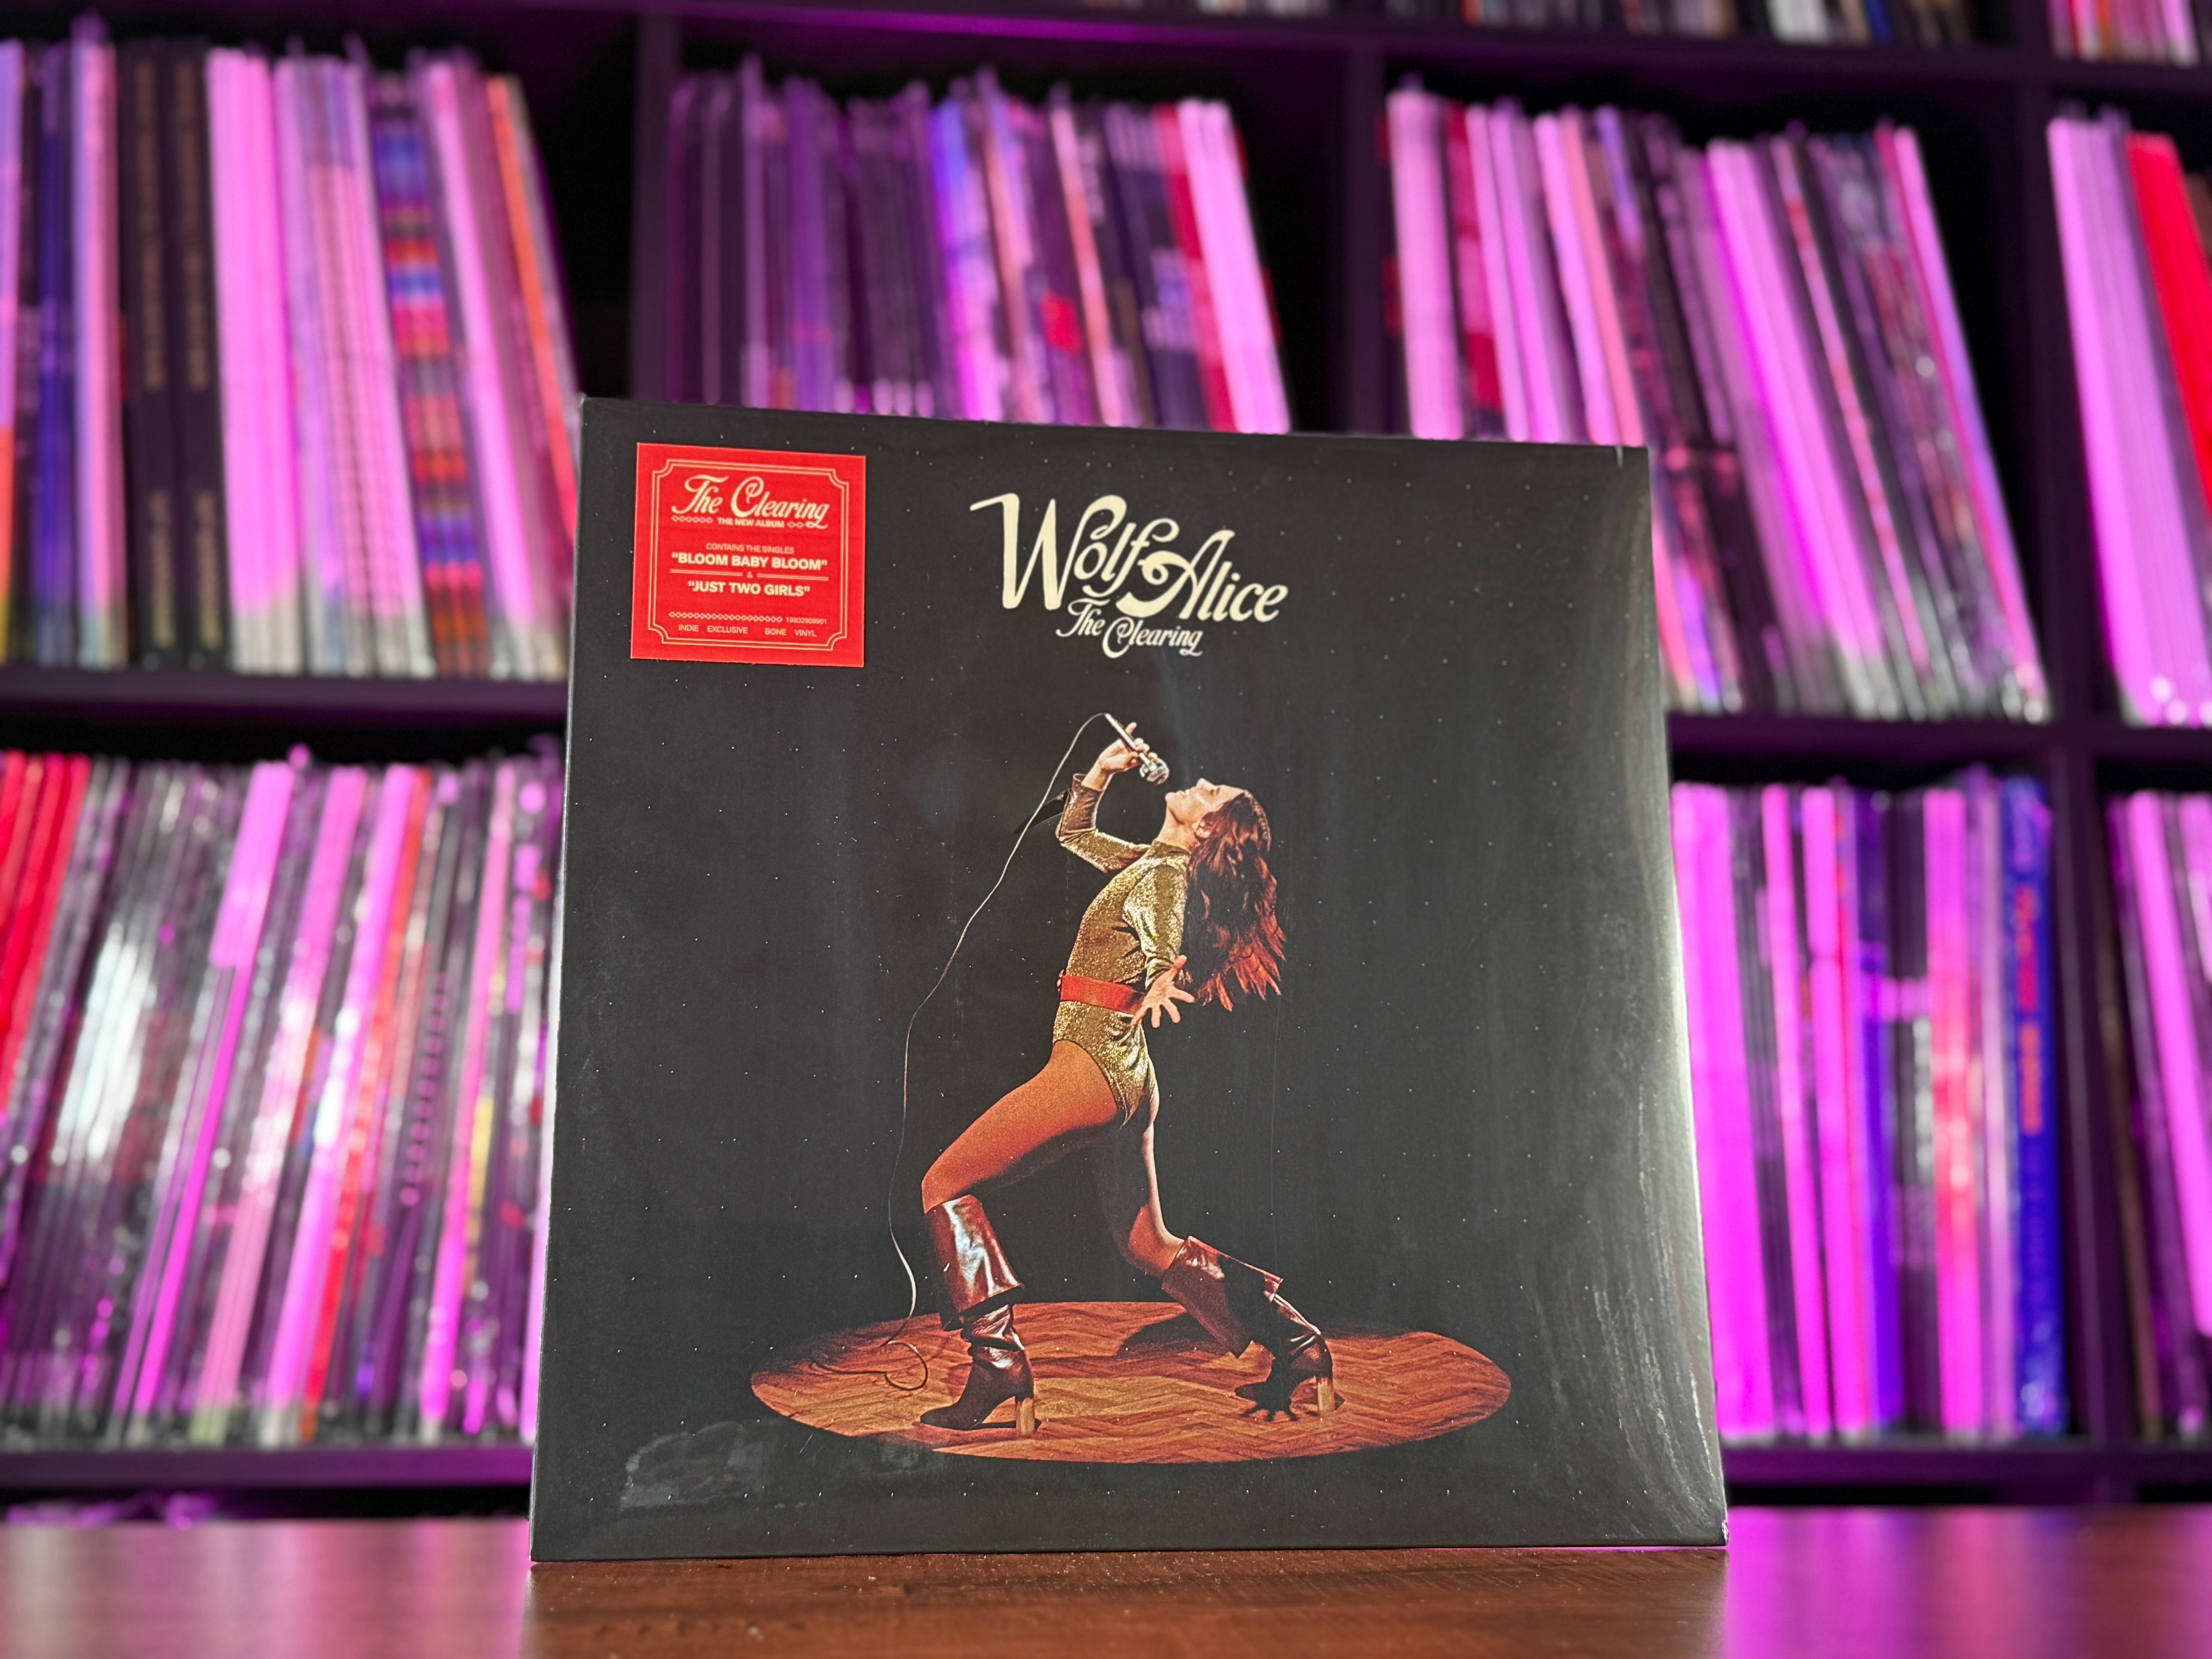 The Clearing
THE NEW ALBUM
CONTAINS THE SINGLES
"BLOOM BABY BLOOM"
&
"JUST TWO GIRLS"
19802909901
INDIE EXCLUSIVE BONE VINYL
Wolf Alice
The Clearing